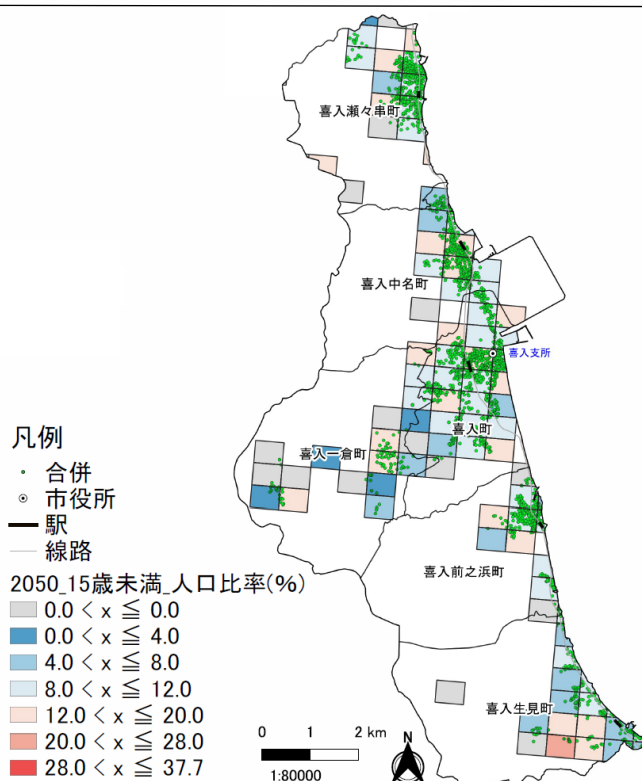 喜入瀬々串町
喜入中名町
喜入支所
喜入町
喜入一倉町
喜入前之浜町
喜入生見町
凡例
合併
市役所
駅
線路
2050_15歳未満_人口比率(%)
0.0 < x ≦ 0.0
0.0 < x ≦ 4.0
4.0 < x ≦ 8.0
8.0 < x ≦ 12.0
12.0 < x ≦ 20.0
20.0 < x ≦ 28.0
28.0 < x ≦ 37.7
0 1 2 km
1:80000
N